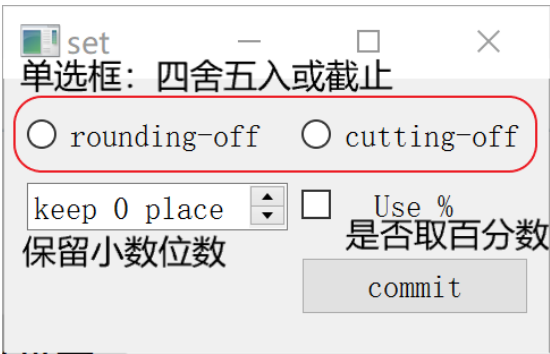 set
单选框：四舍五入或截止
rounding-off
cutting-off
keep 0 place
Use %
保留小数位数
是否取百分数
commit